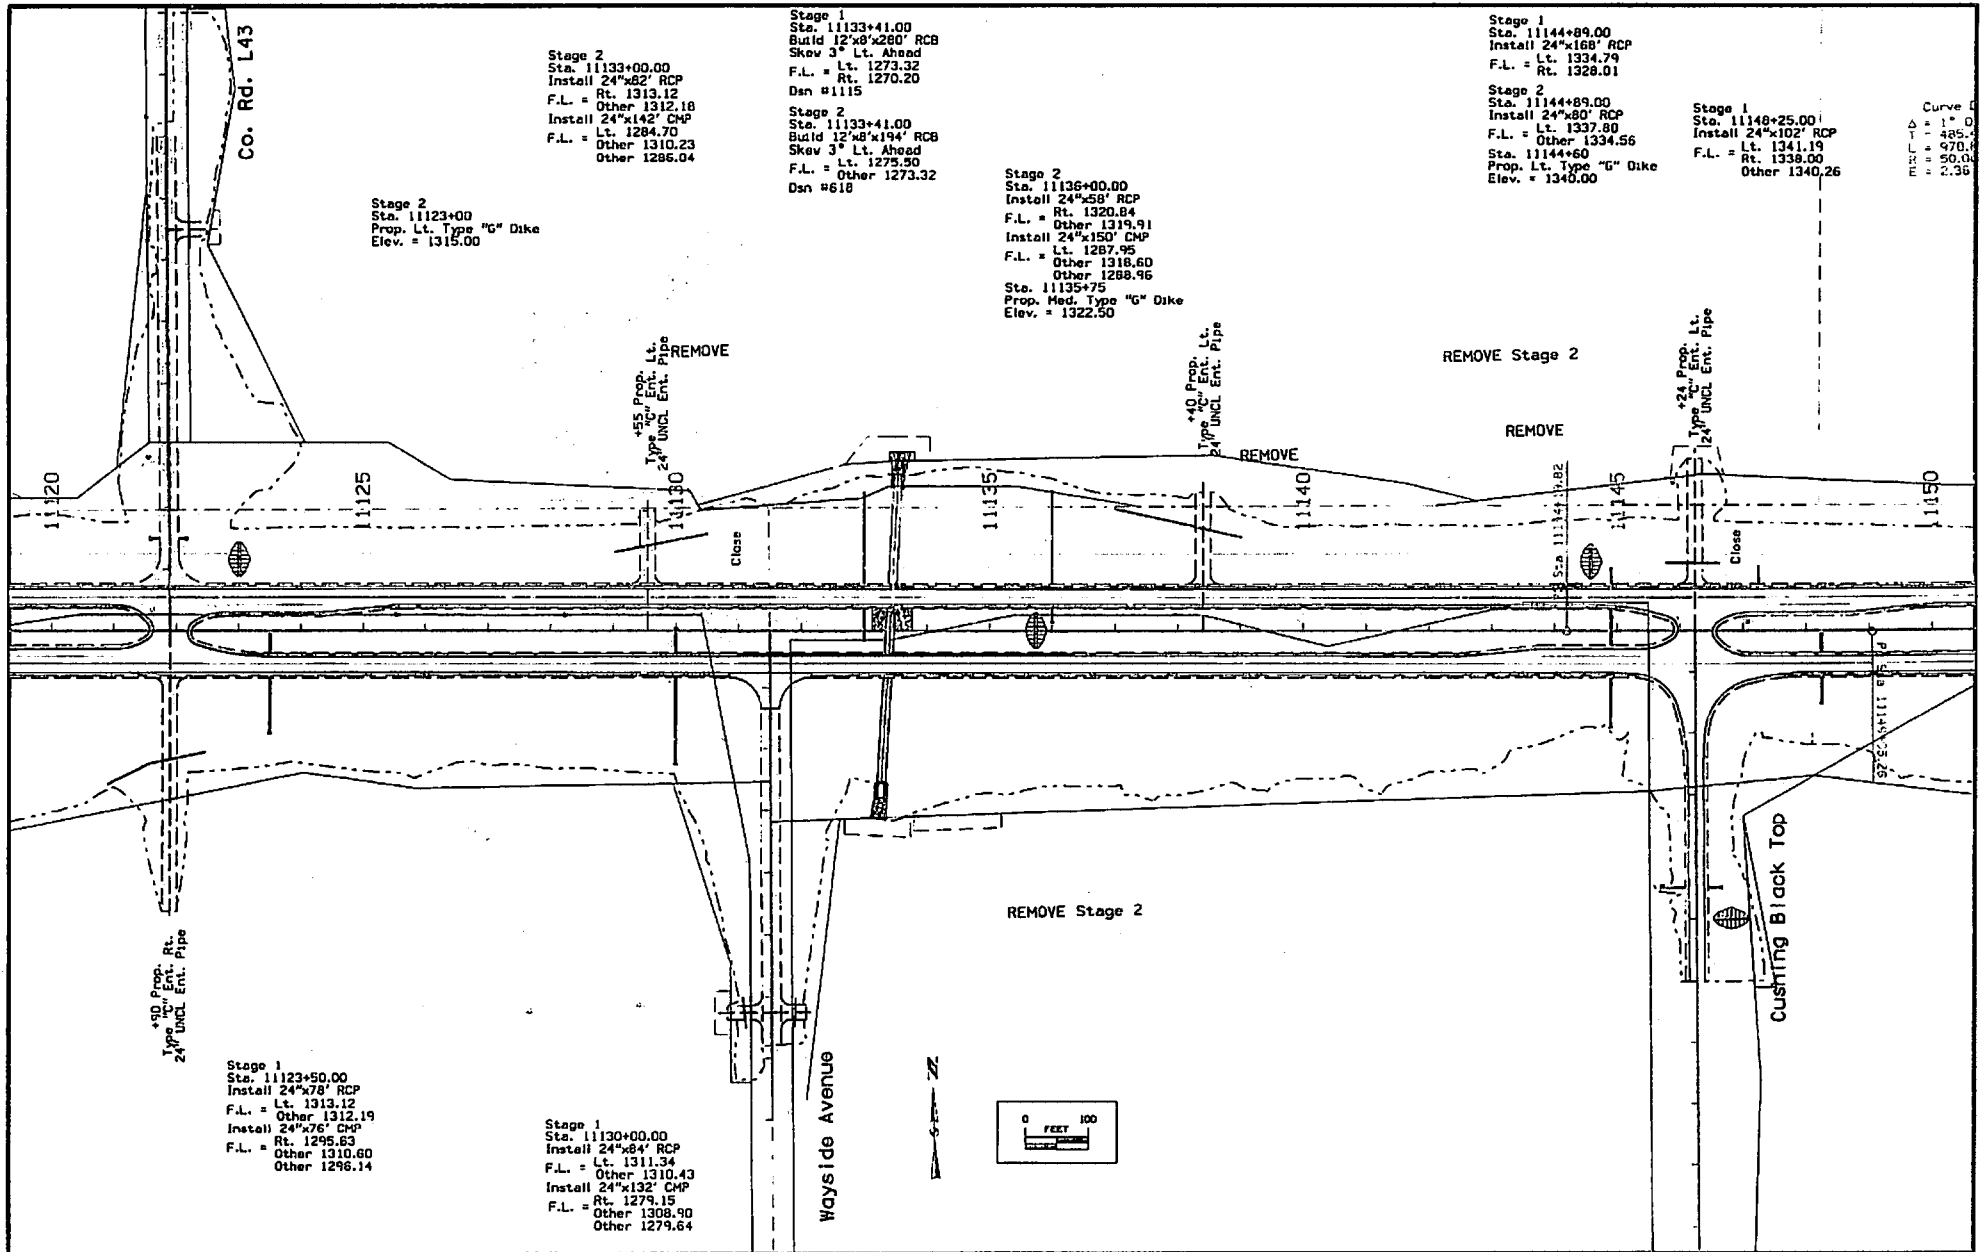 Co. Rd. L43
Stage 2
Sta. 11123+00
Prop. Lt. Type "G" Dike
Elev. = 1315.00
Stage 2
Sta. 11133+00.00
Install 24"x82' RCP
F.L. = Rt. 1313.12
Other 1312.18
Install 24"x142' CMP
F.L. = Lt. 1284.70
Other 1310.23
Other 1286.04
Stage 1
Sta. 11133+41.00
Build 12'x8'x280' RCB
Skew 3° Lt. Ahead
F.L. = Lt. 1273.32
Rt. 1270.20
Dsn #1115
Stage 2
Sta. 11133+41.00
Build 12'x8'x194' RCB
Skew 3° Lt. Ahead
F.L. = Lt. 1275.50
Other 1273.32
Dsn #618
Stage 2
Sta. 11136+00.00
Install 24"x58' RCP
F.L. = Rt. 1320.84
Other 1319.91
Install 24"x150' CMP
F.L. = Lt. 1287.95
Other 1318.60
Other 1288.96
Sta. 11135+75
Prop. Med. Type "G" Dike
Elev. = 1322.50
Stage 1
Sta. 11144+89.00
Install 24"x168' RCP
F.L. = Lt. 1334.79
Rt. 1328.01
Stage 2
Sta. 11144+89.00
Install 24"x80' RCP
F.L. = Lt. 1337.80
Other 1334.56
Sta. 11144+60
Prop. Lt. Type "G" Dike
Elev. = 1340.00
Stage 1
Sta. 11148+25.00
Install 24"x102' RCP
F.L. = Lt. 1341.19
Rt. 1338.00
Other 1340.26
Curve
Δ = 1°
T = 485.
L = 970.
R = 50.0
E = 2.36
+55 Prop.
Type "C" Ent. Lt.
24" UNCL Ent. Pipe
REMOVE
+40 Prop.
Type "C" Ent. Lt.
24" UNCL Ent. Pipe
REMOVE
REMOVE Stage 2
REMOVE
+24 Prop.
Type "C" Ent. Lt.
24" UNCL Ent. Pipe
11120
11125
11130
11135
11140
11145
11150
Close
Close
Sta 11144+19.82
Sta 11149+05.26
REMOVE Stage 2
+90 Prop.
Type "C" Ent. Rt.
24" UNCL Ent. Pipe
Stage 1
Sta. 11123+50.00
Install 24"x78' RCP
F.L. = Lt. 1313.12
Other 1312.19
Install 24"x76' CMP
F.L. = Rt. 1295.63
Other 1310.60
Other 1296.14
Stage 1
Sta. 11130+00.00
Install 24"x84' RCP
F.L. = Lt. 1311.34
Other 1310.43
Install 24"x132' CMP
F.L. = Rt. 1279.15
Other 1308.90
Other 1279.64
Wayside Avenue
Cushing Black Top
N
0 100
FEET